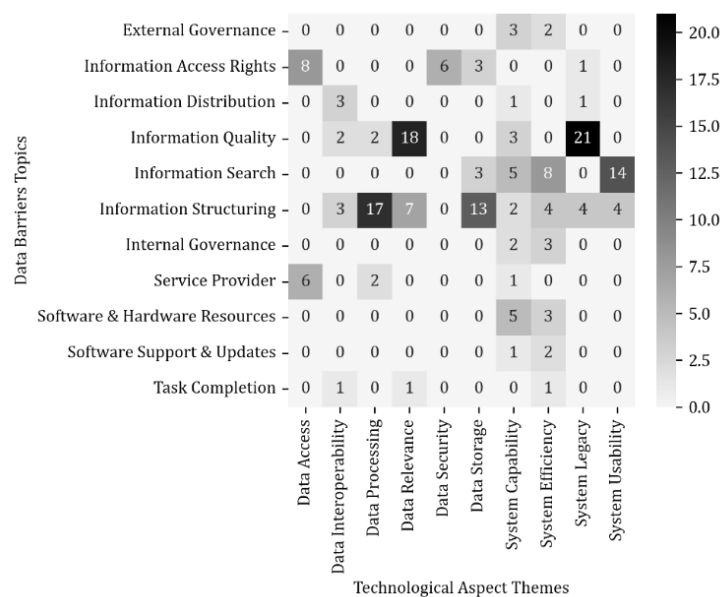 External Governance 0 0 0 0 0 0 3 2 0 0
Information Access Rights 8 0 0 0 6 3 0 0 1 0
Information Distribution 0 3 0 0 0 0 1 0 1 0
Information Quality 0 2 2 18 0 0 3 0 21 0
Information Search 0 0 0 0 0 3 5 8 0 14
Information Structuring 0 3 17 7 0 13 2 4 4 4
Internal Governance 0 0 0 0 0 0 2 3 0 0
Service Provider 6 0 2 0 0 0 1 0 0 0
Software & Hardware Resources 0 0 0 0 0 0 5 3 0 0
Software Support & Updates 0 0 0 0 0 0 1 2 0 0
Task Completion 0 1 0 1 0 0 0 1 0 0
Data Barriers Topics
Data Access
Data Interoperability
Data Processing
Data Relevance
Data Security
Data Storage
System Capability
System Efficiency
System Legacy
System Usability
Technological Aspect Themes
20.0
17.5
15.0
12.5
10.0
7.5
5.0
2.5
0.0